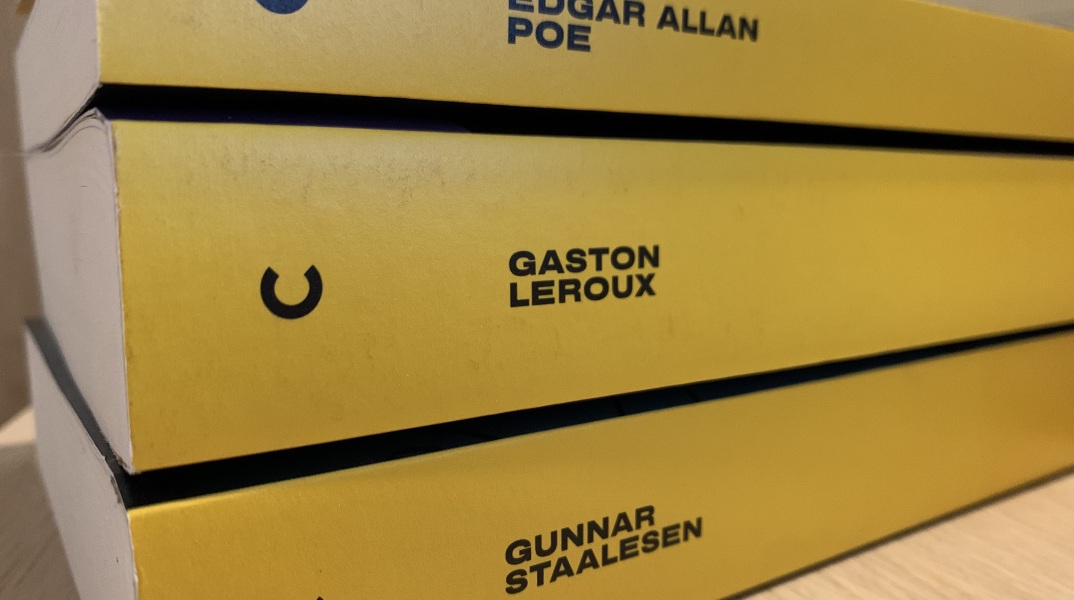 EDGAR ALLAN
POE
GASTON
LEROUX
GUNNAR
STAALESEN